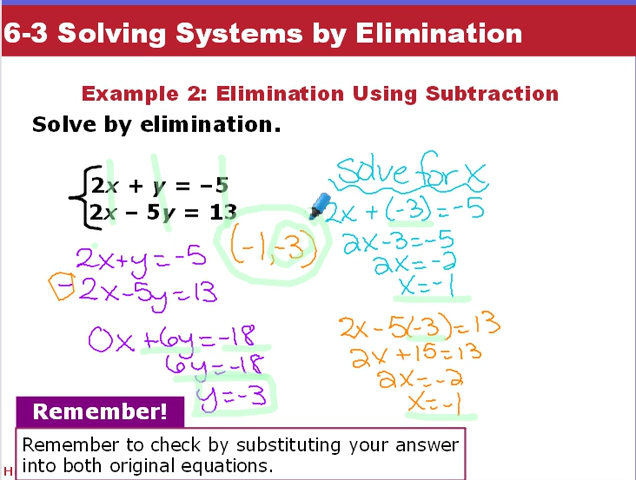 6-3 Solving Systems by Elimination
Example 2: Elimination Using Subtraction
Solve by elimination.
2x + y = –5
2x – 5y = 13
2x+y=-5
-2x-5y=13
0x+6y=-18
6y=-18
y=-3
(-1,-3)
Solve for x
2x+(-3)=-5
2x-3=-5
2x=-2
x=-1
2x-5(-3)=13
2x+15=13
2x=-2
x=-1
Remember!
Remember to check by substituting your answer
into both original equations.
H